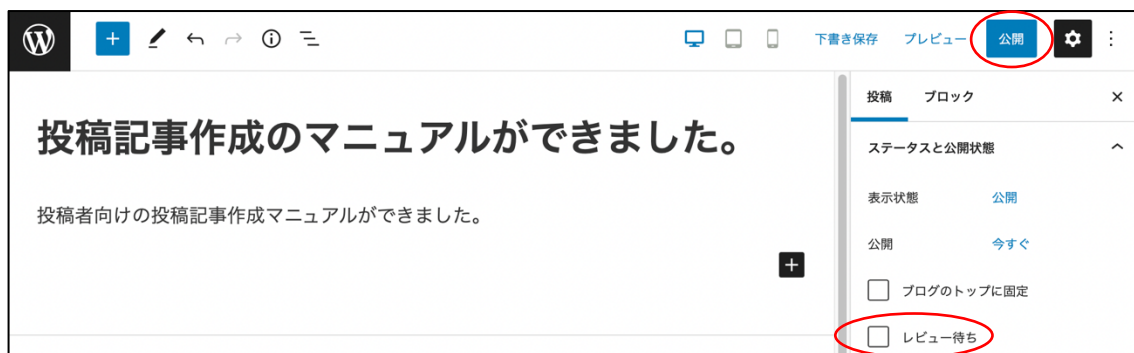 下書き保存 プレビュー 公開
投稿 ブロック
投稿記事作成のマニュアルができました。
投稿者向けの投稿記事作成マニュアルができました。
ステータスと公開状態
表示状態 公開
公開 今すぐ
ブログのトップに固定
レビュー待ち